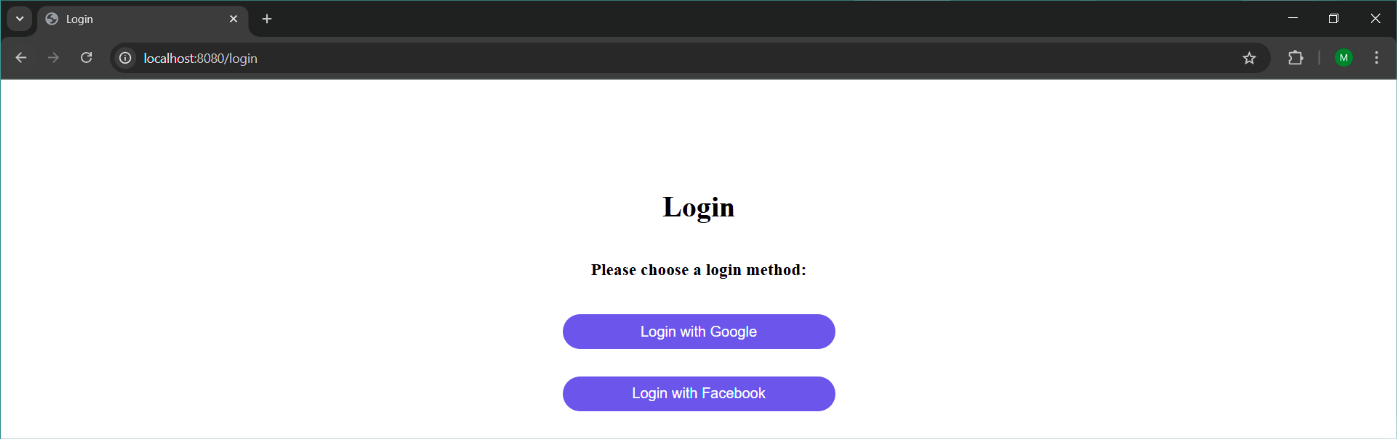 Login
localhost:8080/login
M
Login
Please choose a login method:
Login with Google
Login with Facebook